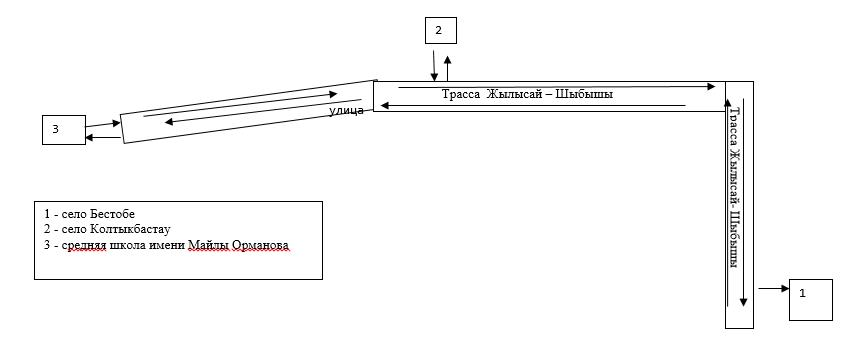 2
Трасса Жылысай – Шыбышы
улица
3
Трасса Жылысай- Шыбышы
1 - село Бестобе
2 - село Колтыкбастау
3 - средняя школа имени Майлы Орманова
1